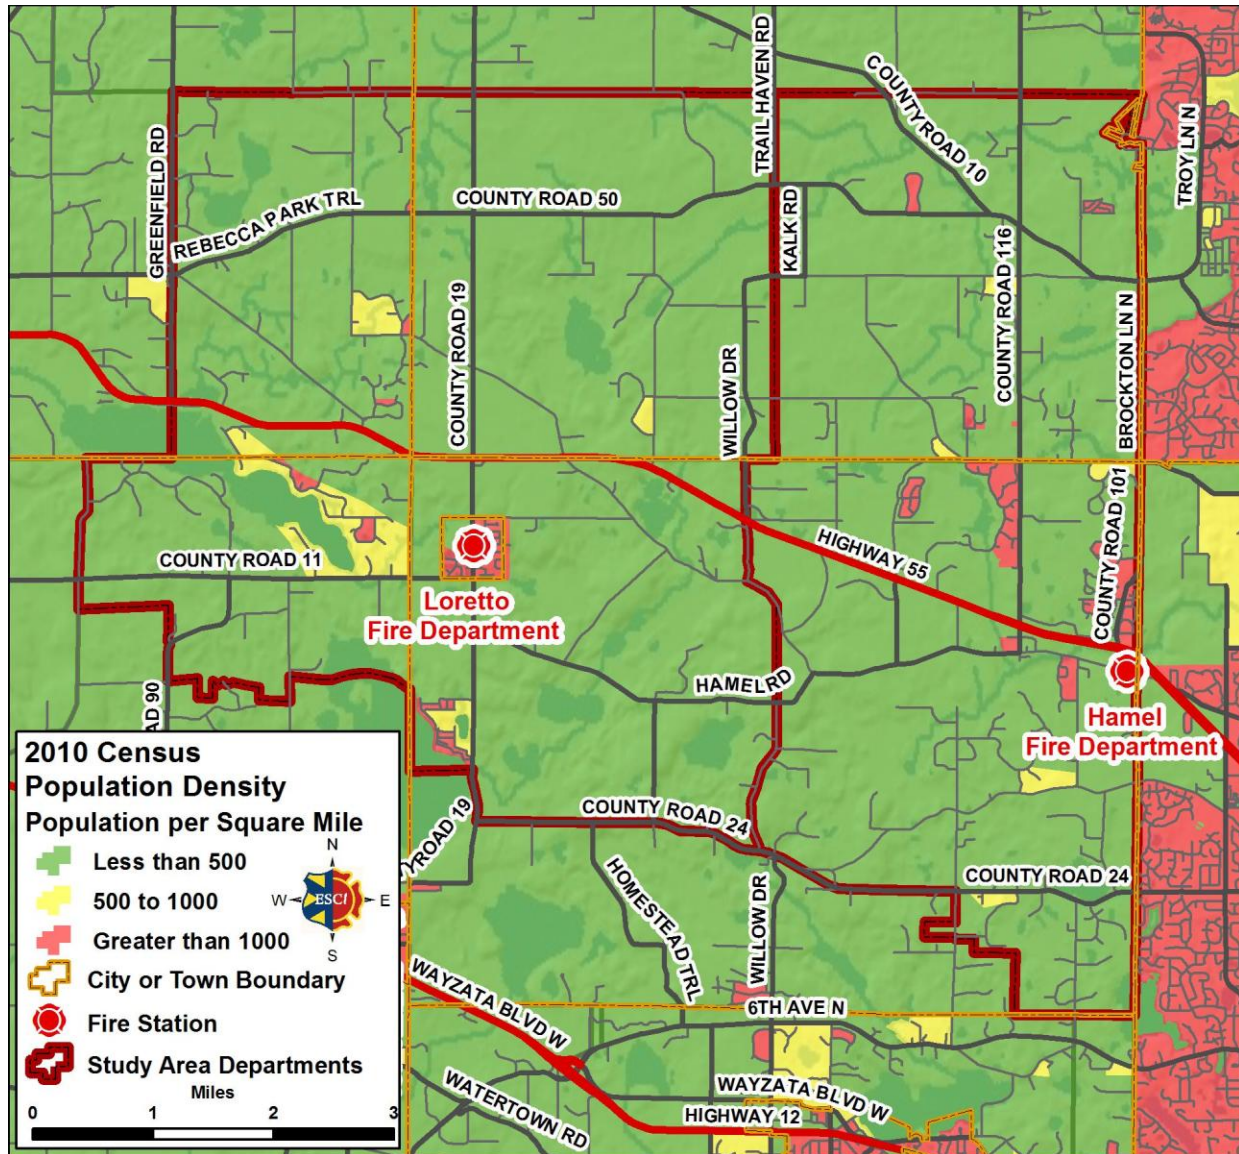 TRAIL HAVEN RD
COUNTY ROAD 10
TROY LN N
GREENFIELD RD
REBECCA PARK TRL
COUNTY ROAD 50
KALK RD
COUNTY ROAD 116
COUNTY ROAD 19
BROCKTON LN N
WILLOW DR
COUNTY ROAD 101
HIGHWAY 55
COUNTY ROAD 11
Loretto
Fire Department
HAMEL RD
Hamel
Fire Department
AD 90
COUNTY ROAD 24
YROAD 19
COUNTY ROAD 24
HOMESTEAD TRL
WILLOW DR
WAYZATA BLVD W
6TH AVE N
WAYZATA BLVD W
HIGHWAY 12
WATERTOWN RD
2010 Census
Population Density
Population per Square Mile
Less than 500
500 to 1000
Greater than 1000
City or Town Boundary
Fire Station
Study Area Departments
N
W
ESCI
E
S
Miles
0 1 2 3